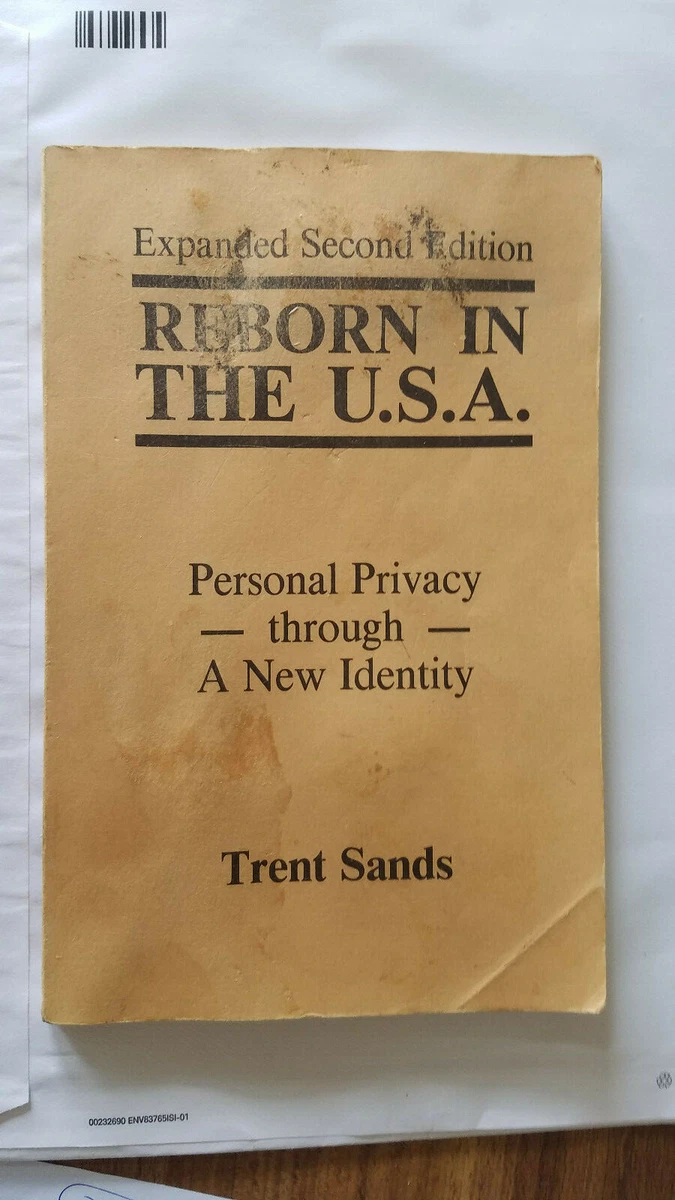 Expanded Second Edition
REBORN IN
THE U.S.A.
Personal Privacy
— through —
A New Identity
Trent Sands
00232690 ENV83765ISI-01